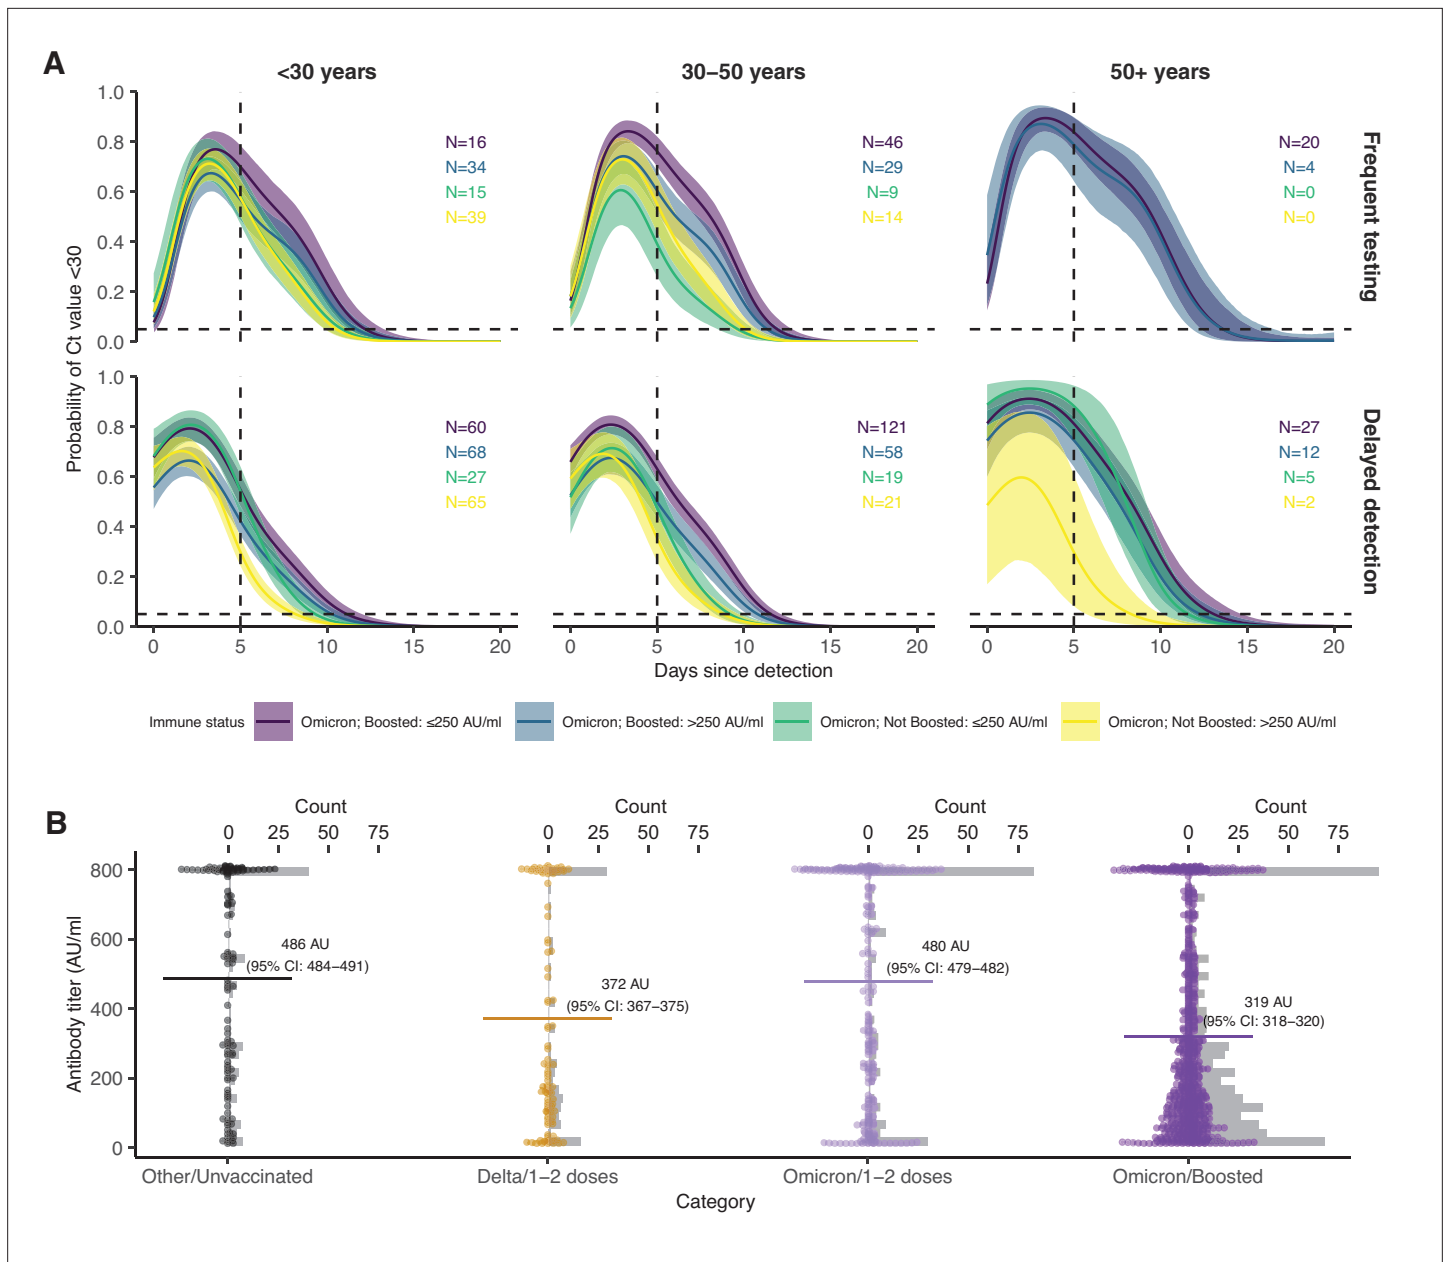 A
<30 years
30–50 years
50+ years
Probability of Ct value <30
1.0
0.8
0.6
0.4
0.2
0.0
N=16
N=34
N=15
N=39
N=46
N=29
N=9
N=14
N=20
N=4
N=0
N=0
Frequent testing
1.0
0.8
0.6
0.4
0.2
0.0
N=60
N=68
N=27
N=65
N=121
N=58
N=19
N=21
N=27
N=12
N=5
N=2
Delayed detection
0 5 10 15 20
0 5 10 15 20
0 5 10 15 20
Days since detection
Immune status
Omicron; Boosted: ≤250 AU/ml
Omicron; Boosted: >250 AU/ml
Omicron; Not Boosted: ≤250 AU/ml
Omicron; Not Boosted: >250 AU/ml
B
Count
0 25 50 75
Count
0 25 50 75
Count
0 25 50 75
Count
0 25 50 75
Antibody titer (AU/ml
800
600
400
200
0
486 AU
(95% CI: 484–491)
372 AU
(95% CI: 367–375)
480 AU
(95% CI: 479–482)
319 AU
(95% CI: 318–320)
Other/Unvaccinated
Delta/1–2 doses
Omicron/1–2 doses
Omicron/Boosted
Category